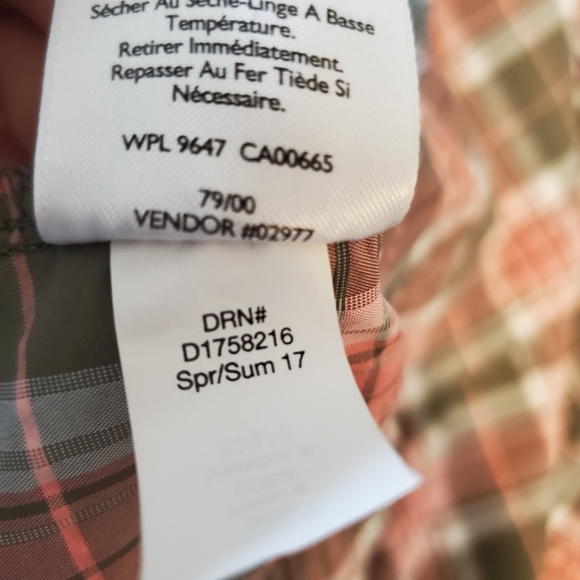 Sécher Au Sèche-Linge A Basse
Température.
Retirer Immédiatement.
Repasser Au Fer Tiède Si
Nécessaire.
WPL 9647 CA00665
79/00
VENDOR #02977
DRN#
D1758216
Spr/Sum 17